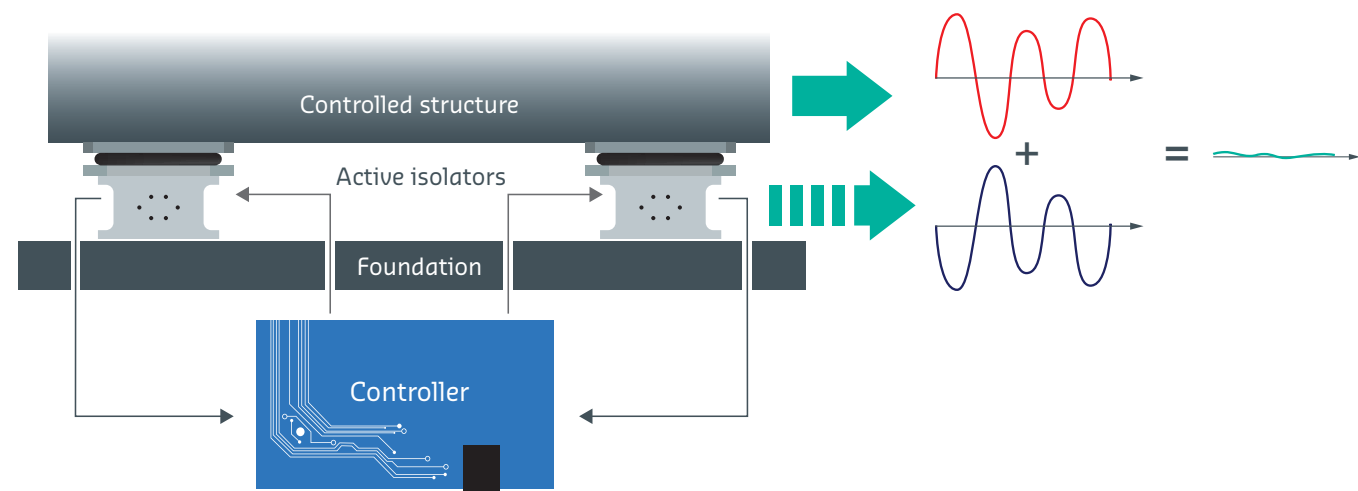 Controlled structure
Active isolators
Foundation
Controller
+
=